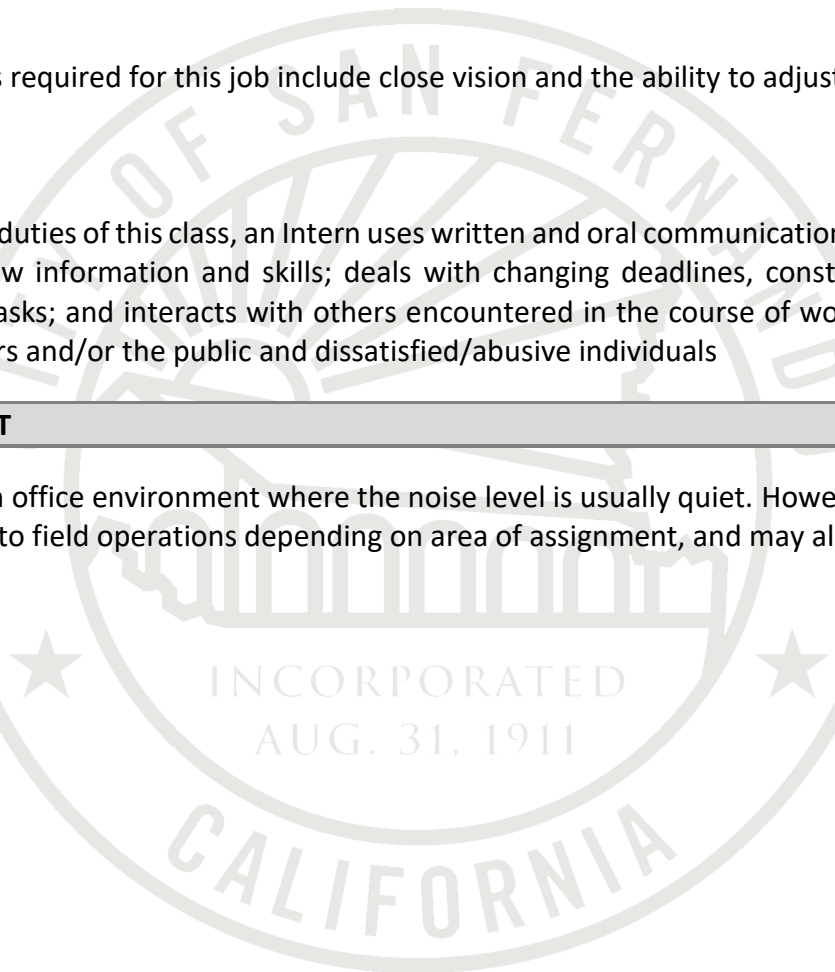 s required for this job include close vision and the ability to adjust
duties of this class, an Intern uses written and oral communication
w information and skills; deals with changing deadlines, const
asks; and interacts with others encountered in the course of wo
rs and/or the public and dissatisfied/abusive individuals
T
office environment where the noise level is usually quiet. Howe
to field operations depending on area of assignment, and may al
OF SAN FERNANDO
INCORPORATED
AUG. 31, 1911
CALIFORNIA